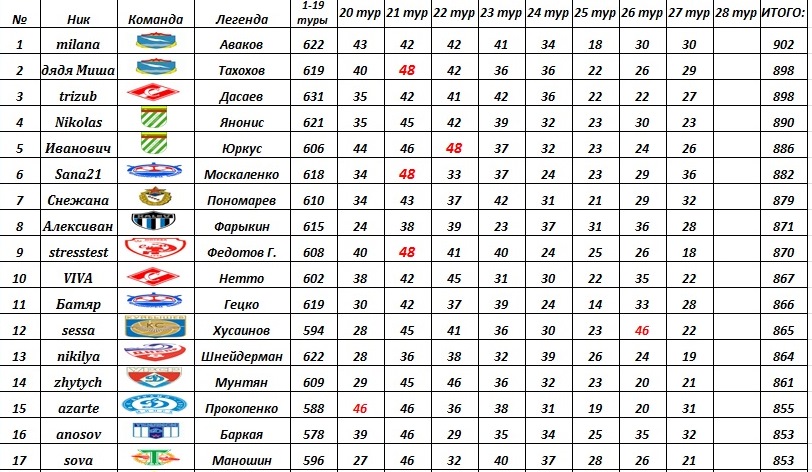 № Ник Команда Легенда 1-19 туры 20 тур 21 тур 22 тур 23 тур 24 тур 25 тур 26 тур 27 тур 28 тур ИТОГО:
1 milana Аваков 622 43 42 42 41 34 18 30 30 902
2 дядя Миша Тахохов 619 40 48 42 36 36 22 26 29 898
3 trizub Дасаев 631 35 42 41 42 36 22 22 27 898
4 Nikolas Янонис 621 35 45 42 39 32 23 30 23 890
5 Иванович Юркус 606 44 46 48 37 32 23 24 26 886
6 Sana21 Москаленко 618 34 48 33 37 24 23 29 36 882
7 Снежана Пономарев 610 34 43 37 42 31 21 29 32 879
8 Алексиван Фарыкин 615 24 38 39 23 37 31 36 28 871
9 stresstest Федотов Г. 608 40 48 41 40 24 25 26 18 870
10 VIVA Нетто 602 38 42 45 31 30 22 35 22 867
11 Батяр Гецко 619 30 42 37 39 24 14 33 28 866
12 sessa КС Хусаинов 594 28 45 41 36 30 23 46 22 865
13 nikilya Шнейдерман 622 28 36 38 32 39 26 24 19 864
14 zhytych Мунтян 609 29 45 46 36 32 23 20 21 861
15 azarte Прокопенко 588 46 46 36 38 31 19 20 31 855
16 anosov Баркая 578 39 46 29 35 34 25 35 32 853
17 sova Маношин 596 27 46 32 40 37 28 26 21 853